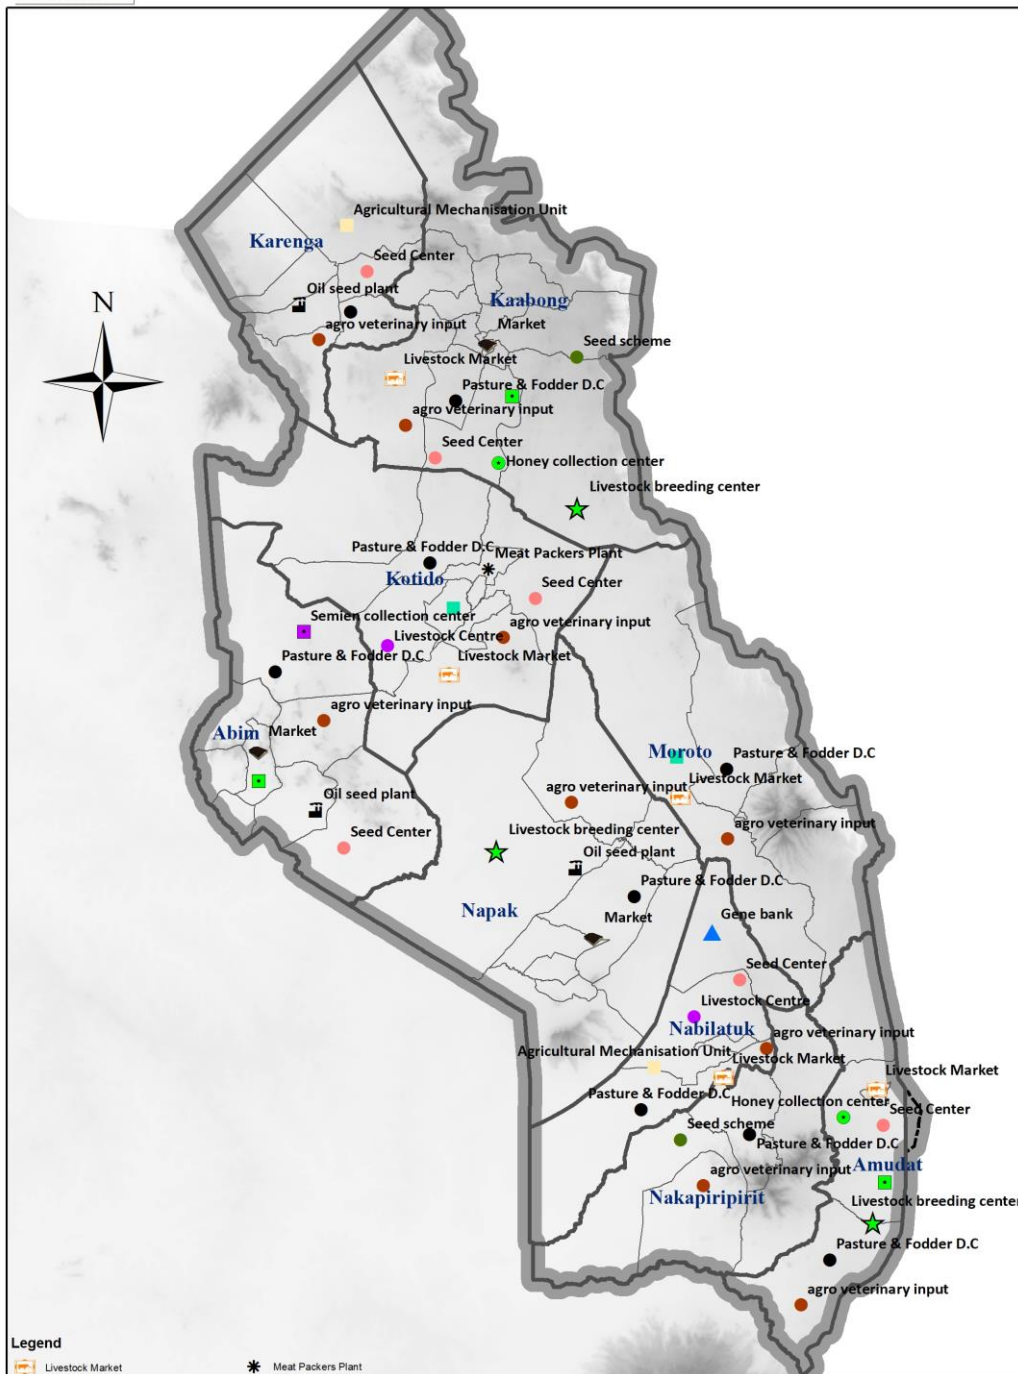 Agricultural Mechanisation Unit
Karenga
Seed Center
Oil seed plant
Kaabong
N
agro veterinary input
Market
Seed scheme
Livestock Market
Pasture & Fodder D.C
agro veterinary input
Seed Center
Honey collection center
Livestock breeding center
Pasture & Fodder D.C
Meat Packers Plant
Kotido
Seed Center
Semien collection center
agro veterinary input
Livestock Centre
Pasture & Fodder D.C
Livestock Market
agro veterinary input
Abim
Market
Moroto
Pasture & Fodder D.C
Livestock Market
agro veterinary input
Oil seed plant
agro veterinary input
Seed Center
Livestock breeding center
Oil seed plant
Pasture & Fodder D.C
Napak
Market
Gene bank
Seed Center
Livestock Centre
Nabilatuk
agro veterinary input
Agricultural Mechanisation Unit
Livestock Market
Livestock Market
Pasture & Fodder D.C
Honey collection center
Seed Center
Seed scheme
Pasture & Fodder D.C
Amudat
agro veterinary input
Nakapiripirit
Livestock breeding center
Pasture & Fodder D.C
agro veterinary input
Legend
Livestock Market
Meat Packers Plant